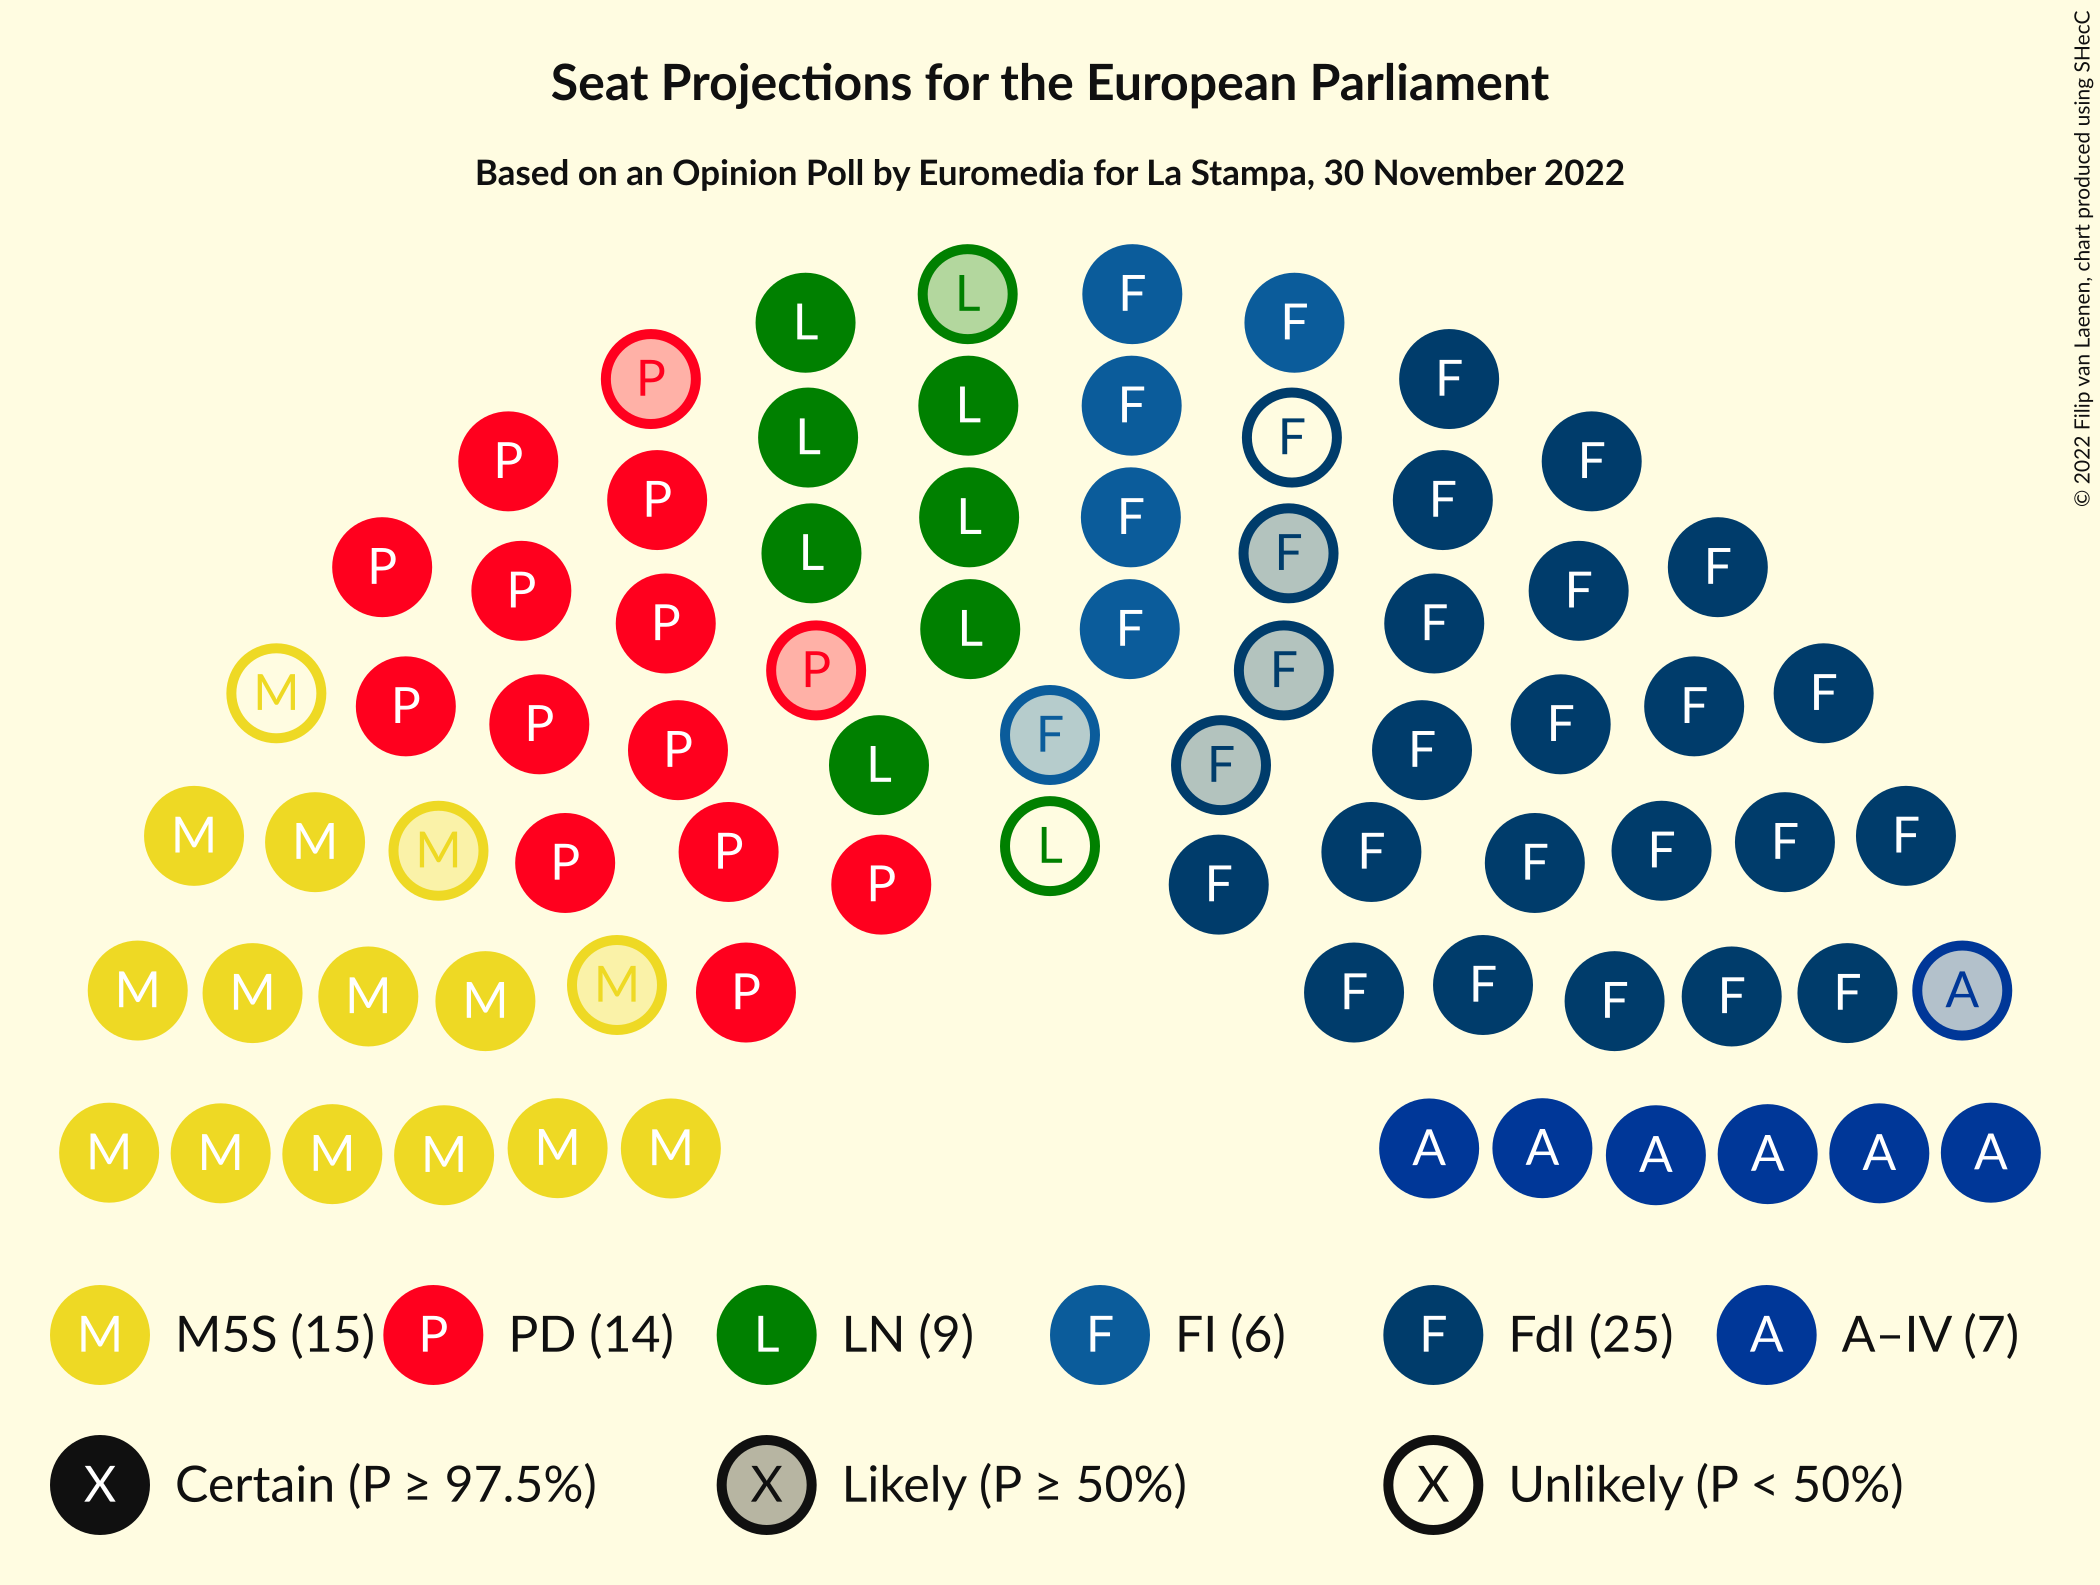 Seat Projections for the European Parliament
Based on an Opinion Poll by Euromedia for La Stampa, 30 November 2022
© 2022 Filip van Laenen, chart produced using SHecC
L F
L F
P F
L F
P F
L F
P F
L F
P F
L F
P F
P F
L F
P F
L F
P F
P F
M F
P F
P F
P F
L F
F
M M M P P P L F F F F F F
M M M M M P F F F F F A
M M M M M M A A A A A A
M M5S (15) P PD (14) L LN (9) F FI (6) F FdI (25) A A–IV (7)
X Certain (P ≥ 97.5%) X Likely (P ≥ 50%) X Unlikely (P < 50%)